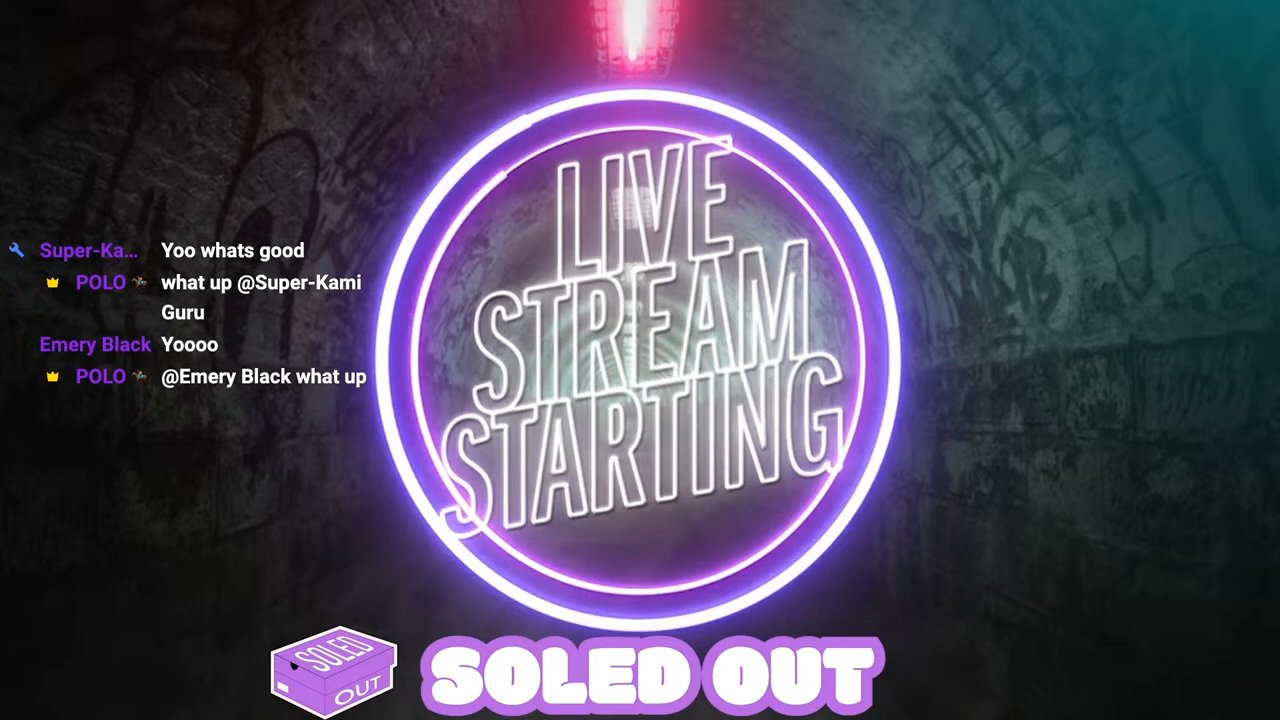 LIVE
STREAM
STARTING
Super-Ka... Yoo whats good
POLO what up @Super-Kami
Guru
Emery Black Yoooo
POLO @Emery Black what up
SOLED
OUT
SOLED OUT